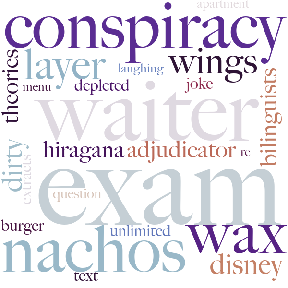 apartment
conspiracy
theories
layer
wings
menu
depleted
laughing
joke
waiter
bilinguists
hiragana
adjudicator
re
dirty
extracts
exam
question
burger
nachos
unlimited
wax
text
disney